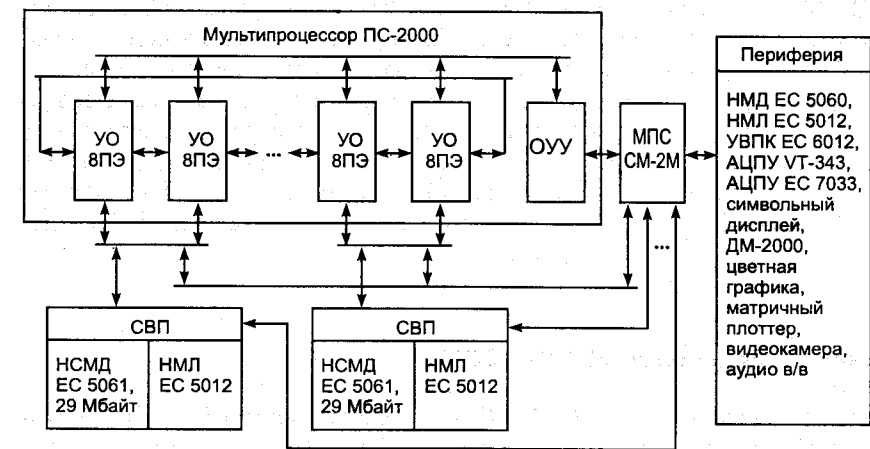 Мультипроцессор ПС-2000
УО
8ПЭ
УО
8ПЭ
...
УО
8ПЭ
УО
8ПЭ
ОУУ
МПС
СМ-2М
...
Периферия
НМД ЕС 5060,
НМЛ ЕС 5012,
УВПК ЕС 6012,
АЦПУ VT-343,
АЦПУ ЕС 7033,
символьный
дисплей,
ДМ-2000,
цветная
графика,
матричный
плоттер,
видеокамера,
аудио в/в
СВП
НСМД
ЕС 5061,
29 Мбайт
НМЛ
ЕС 5012
СВП
НСМД
ЕС 5061,
29 Мбайт
НМЛ
ЕС 5012